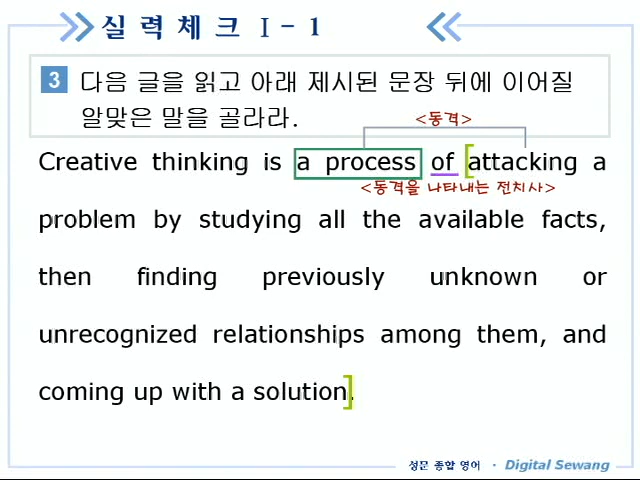 실력체크 I - 1
3 다음 글을 읽고 아래 제시된 문장 뒤에 이어질
알맞은 말을 골라라.
<동격>
Creative thinking is a process of [attacking a
<동격을 나타내는 전치사>
problem by studying all the available facts,
then finding previously unknown or
unrecognized relationships among them, and
coming up with a solution].
성문 종합 영어 · Digital Sewang